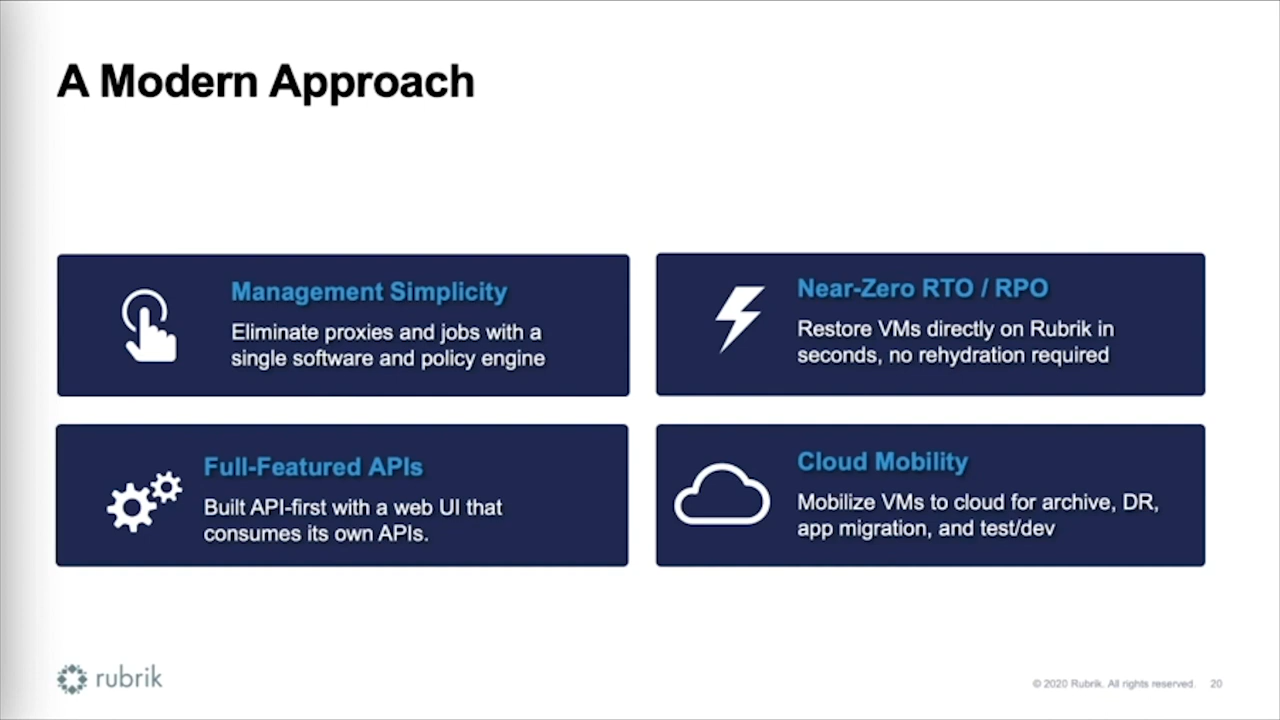 A Modern Approach
Management Simplicity
Eliminate proxies and jobs with a
single software and policy engine
Near-Zero RTO / RPO
Restore VMs directly on Rubrik in
seconds, no rehydration required
Full-Featured APIs
Built API-first with a web UI that
consumes its own APIs.
Cloud Mobility
Mobilize VMs to cloud for archive, DR,
app migration, and test/dev
rubrik
© 2020 Rubrik. All rights reserved. 20